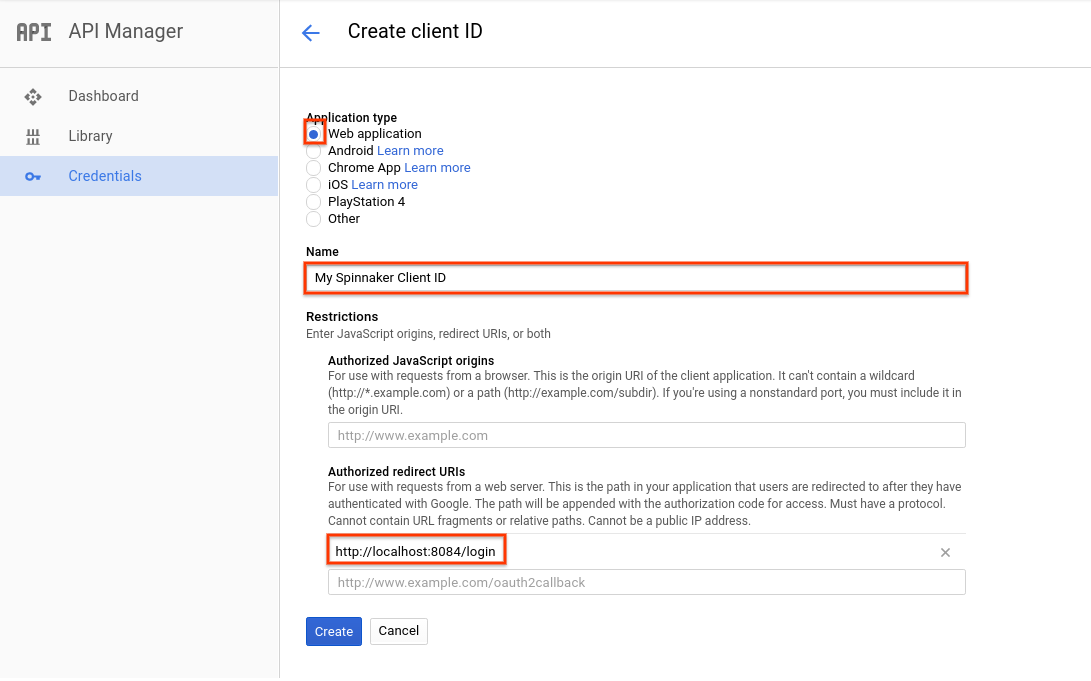 API API Manager
Create client ID
Dashboard
Library
Credentials
Application type
Web application
Android Learn more
Chrome App Learn more
iOS Learn more
PlayStation 4
Other
Name
My Spinnaker Client ID
Restrictions
Enter JavaScript origins, redirect URIs, or both
Authorized JavaScript origins
For use with requests from a browser. This is the origin URI of the client application. It can't contain a wildcard
(http://*.example.com) or a path (http://example.com/subdir). If you're using a nonstandard port, you must include it in
the origin URI.
http://www.example.com
Authorized redirect URIs
For use with requests from a web server. This is the path in your application that users are redirected to after they have
authenticated with Google. The path will be appended with the authorization code for access. Must have a protocol.
Cannot contain URL fragments or relative paths. Cannot be a public IP address.
http://localhost:8084/login
http://www.example.com/oauth2callback
Create Cancel